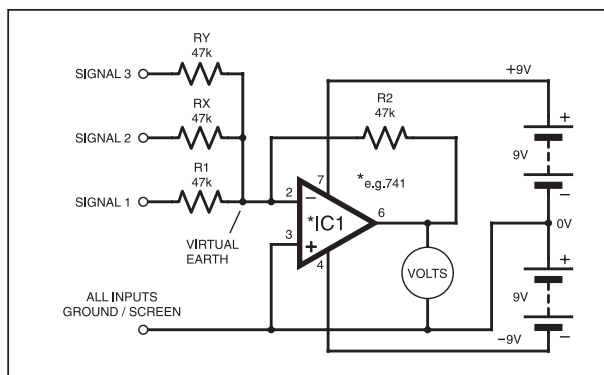 RY
47k
SIGNAL 3
RX
47k
SIGNAL 2
R1
47k
SIGNAL 1
VIRTUAL
EARTH
R2
47k
*e.g.741
2
−
7
*IC1
6
3
+
4
VOLTS
ALL INPUTS
GROUND / SCREEN
+9V
+
9V
−
0V
+
9V
−
−9V